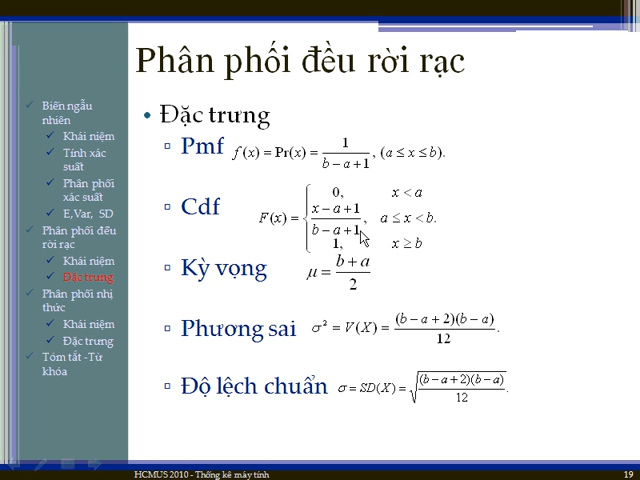 Phân phối đều rời rạc
Biến ngẫu
nhiên
Khái niệm
Tính xác
suất
Phân phối
xác suất
E,Var, SD
Phân phối đều
rời rạc
Khái niệm
Đặc trưng
Phân phối nhị
thức
Khái niệm
Đặc trưng
Tóm tắt -Từ
khóa
• Đặc trưng
Pmf f(x) = Pr(x) = 1/(b − a + 1), (a ≤ x ≤ b).
Cdf F(x) = { 0, x < a
(x − a + 1)/(b − a + 1), a ≤ x < b.
1, x ≥ b
Kỳ vọng μ = (b + a)/2
Phương sai σ² = V(X) = (b − a + 2)(b − a)/12.
Độ lệch chuẩn σ = SD(X) = √((b − a + 2)(b − a)/12).
HCMUS 2010 - Thống kê máy tính
19